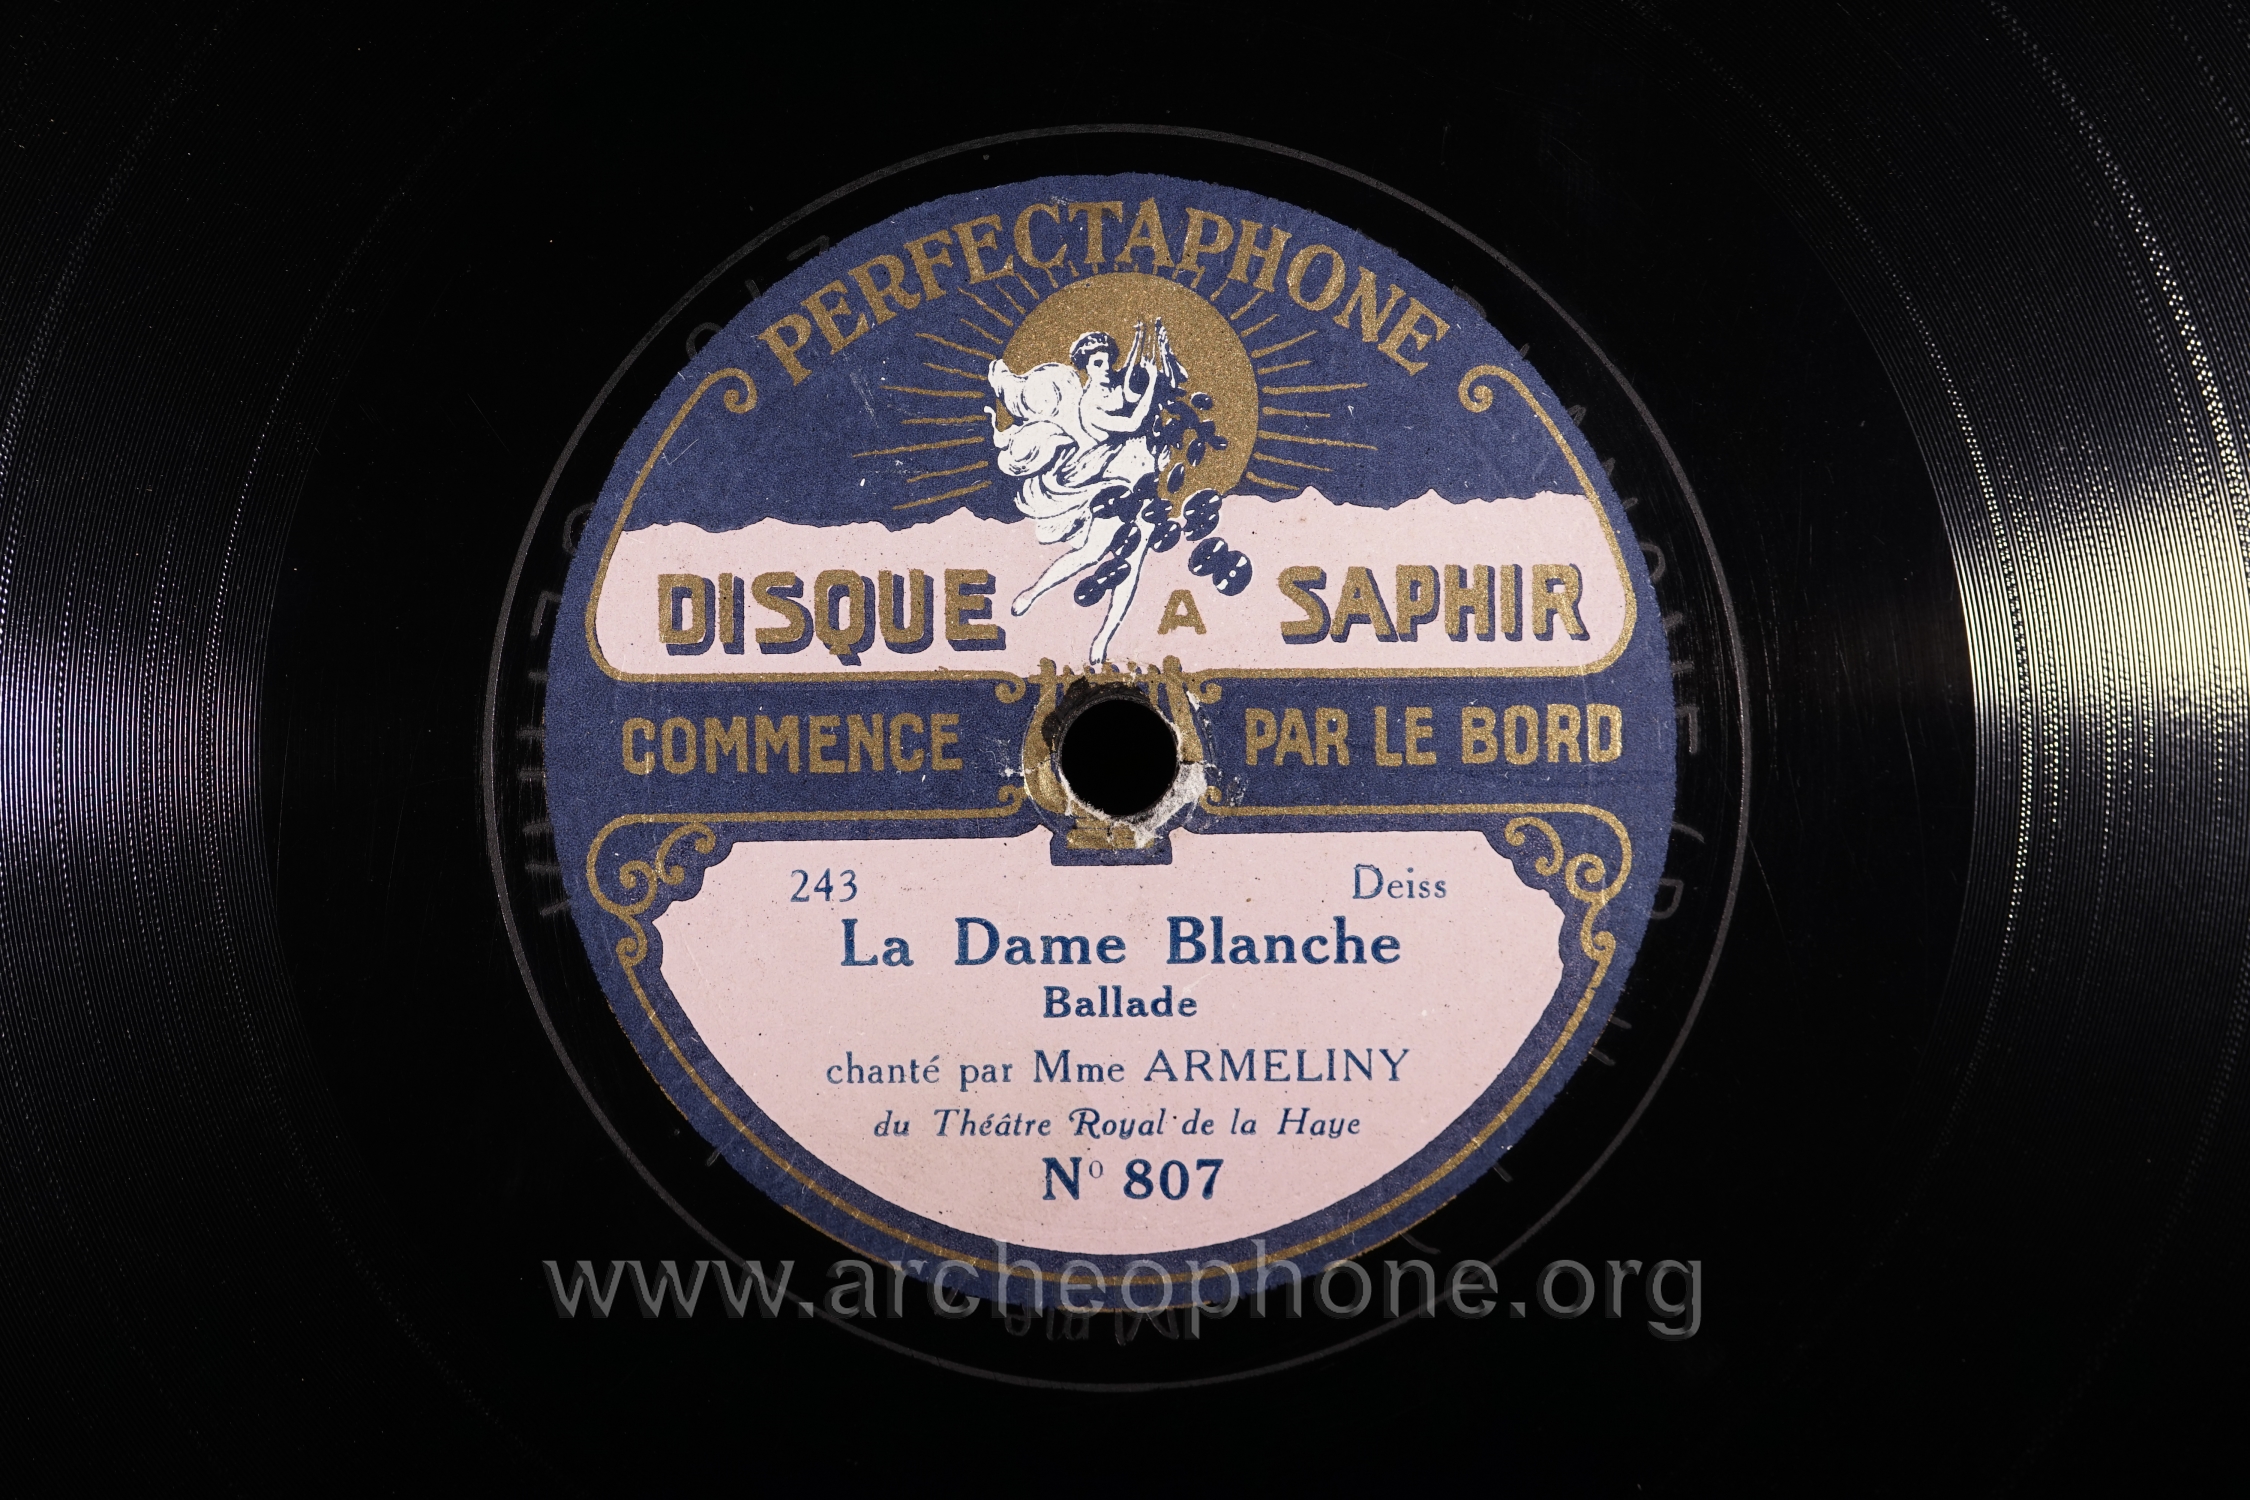 PERFECTAPHONE
DISQUE A SAPHIR
COMMENCE PAR LE BORD
243 Deiss
La Dame Blanche
Ballade
chanté par Mme ARMELINY
du Théâtre Royal de la Haye
Nº 807
www.archeophone.org